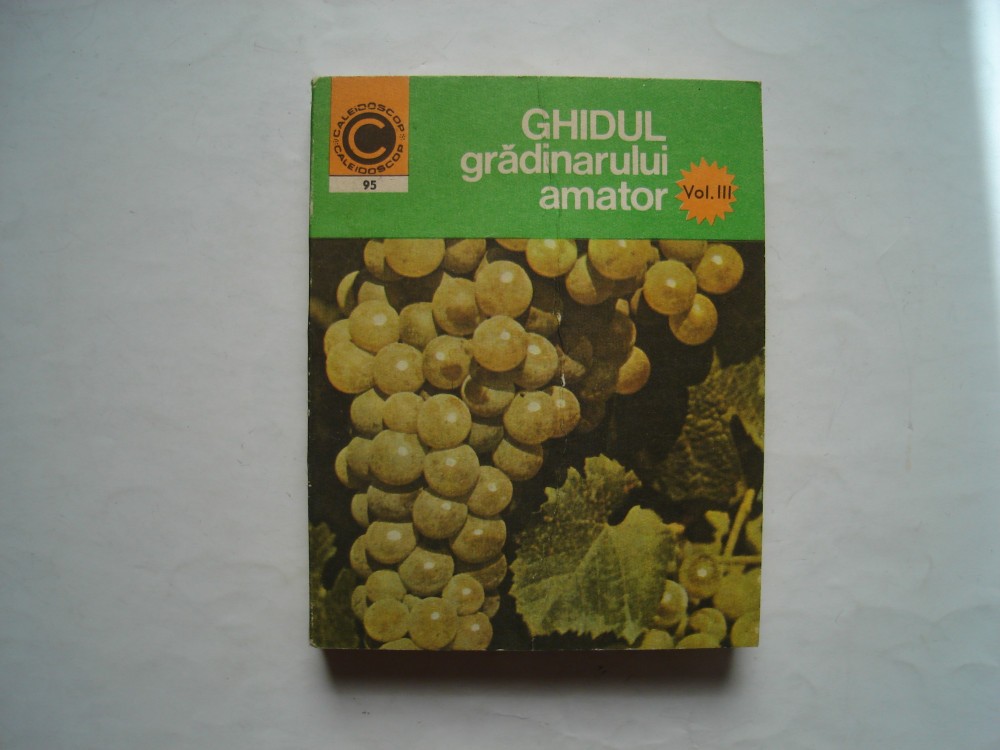 CALEIDOSCOP
C
CALEIDOSCOP
95
GHIDUL
grădinarului
amator
Vol. III